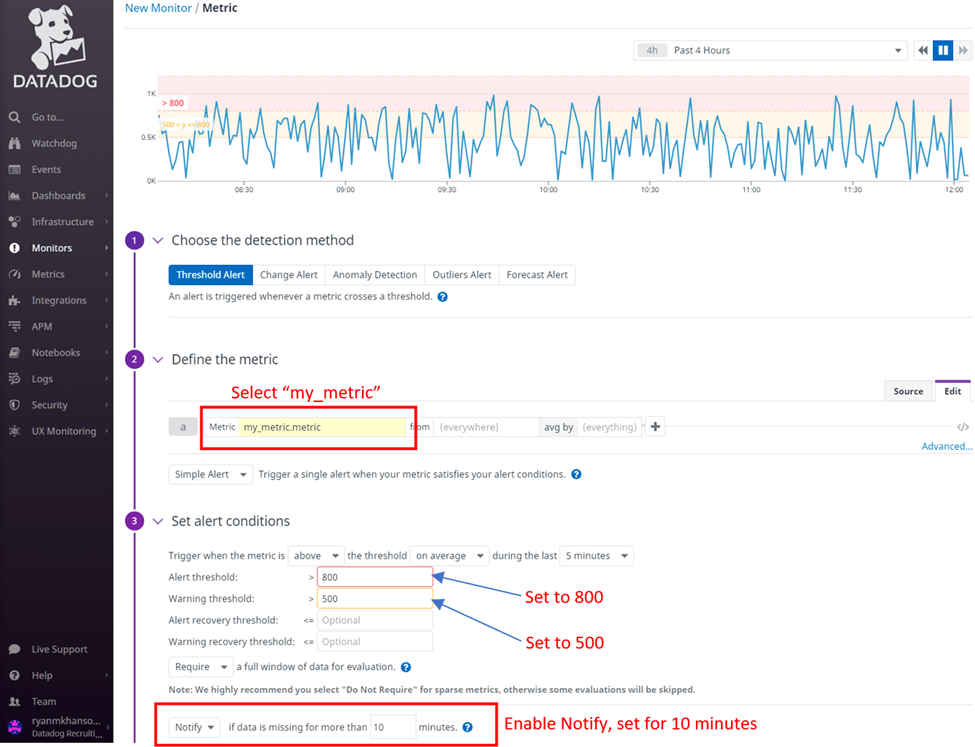 New Monitor / Metric
DATADOG
Go to...
Watchdog
Events
Dashboards
Infrastructure
Monitors
Metrics
Integrations
APM
Notebooks
Logs
Security
UX Monitoring
Live Support
Help
Team
ryanmkhanso...
Datadog Recruiti...
4h Past 4 Hours
1K
> 800
500 < y <= 800
0.5K
0K
08:30 09:00 09:30 10:00 10:30 11:00 11:30 12:00
1 Choose the detection method
Threshold Alert Change Alert Anomaly Detection Outliers Alert Forecast Alert
An alert is triggered whenever a metric crosses a threshold. ?
2 Define the metric
Select “my_metric”
Source Edit
a Metric my_metric.metric from (everywhere) avg by (everything) + </>
Advanced...
Simple Alert Trigger a single alert when your metric satisfies your alert conditions. ?
3 Set alert conditions
Trigger when the metric is above the threshold on average during the last 5 minutes
Alert threshold: > 800
Warning threshold: > 500
Set to 800
Alert recovery threshold: <= Optional
Warning recovery threshold: <= Optional
Set to 500
Require a full window of data for evaluation. ?
Note: We highly recommend you select "Do Not Require" for sparse metrics, otherwise some evaluations will be skipped.
Notify if data is missing for more than 10 minutes. ?
Enable Notify, set for 10 minutes